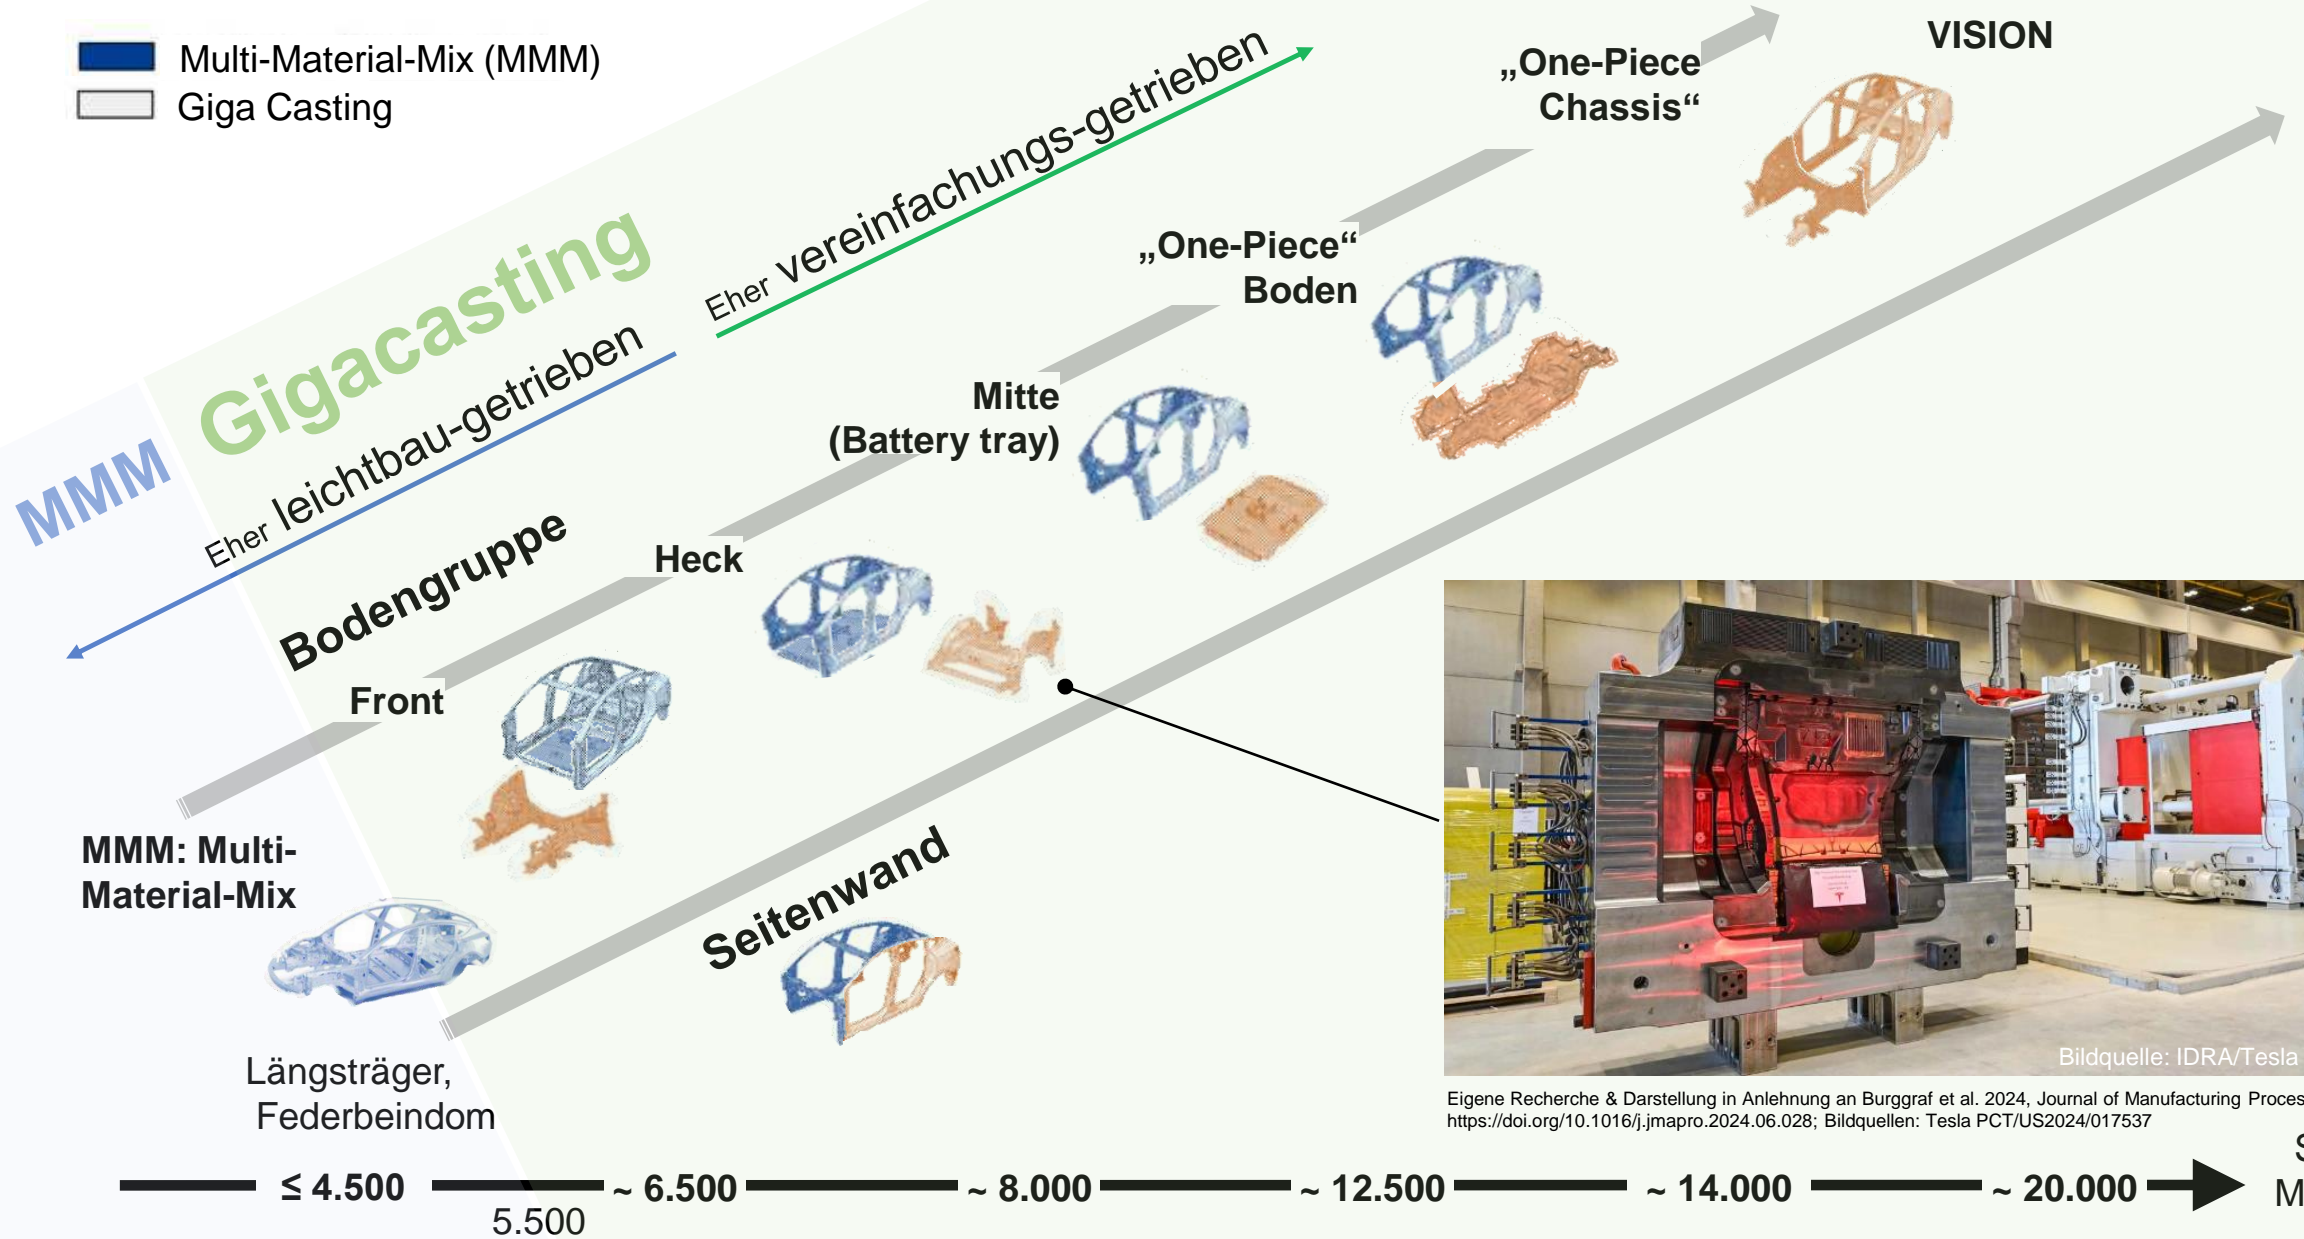 Multi-Material-Mix (MMM)
Giga Casting
VISION
„One-Piece
Chassis“
Eher vereinfachungs-getrieben
Gigacasting
„One-Piece“
Boden
Eher leichtbau-getrieben
MMM
Mitte
(Battery tray)
Bodengruppe
Heck
Front
MMM: Multi-
Material-Mix
Seitenwand
Längsträger,
Federbeindom
Bildquelle: IDRA/Tesla
Eigene Recherche & Darstellung in Anlehnung an Burggraf et al. 2024, Journal of Manufacturing Proces
https://doi.org/10.1016/j.jmapro.2024.06.028; Bildquellen: Tesla PCT/US2024/017537
≤ 4.500
5.500
~ 6.500
~ 8.000
~ 12.500
~ 14.000
~ 20.000